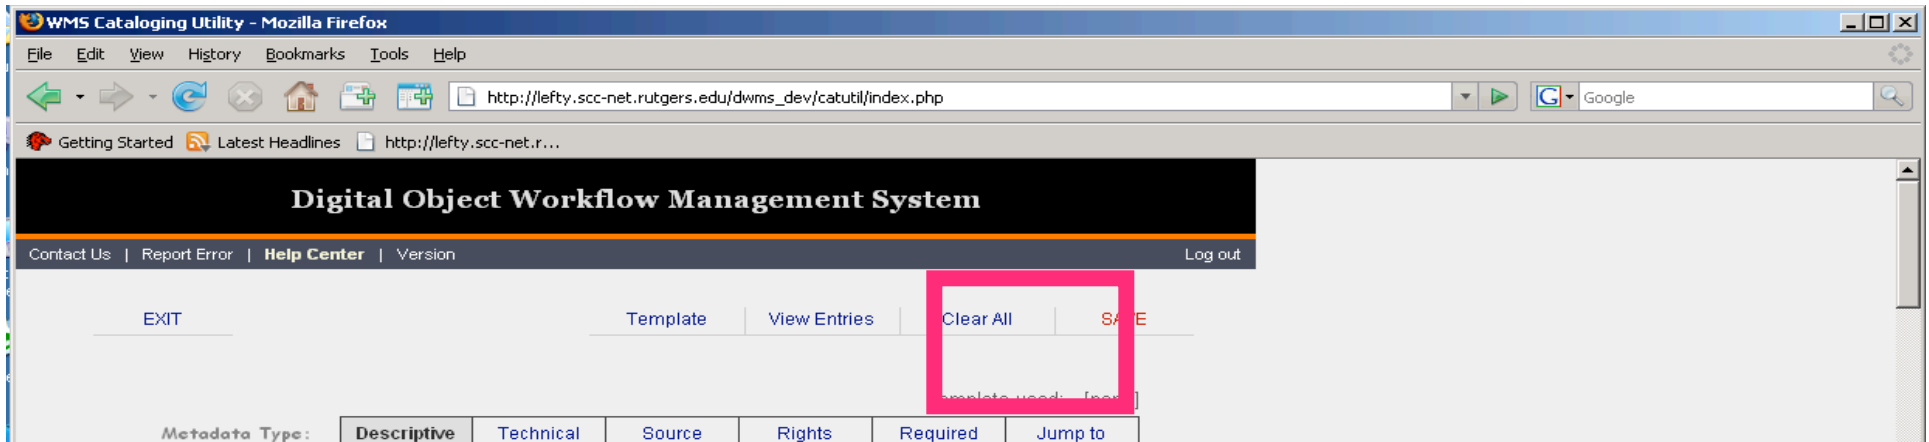 WMS Cataloging Utility - Mozilla Firefox
File Edit View History Bookmarks Tools Help
http://lefty.scc-net.rutgers.edu/dwms_dev/catutil/index.php G Google
Getting Started Latest Headlines http://lefty.scc-net.r...
Digital Object Workflow Management System
Contact Us | Report Error | Help Center | Version Log out
EXIT Template View Entries Clear All SAVE
used:
Metadata Type: Descriptive Technical Source Rights Required Jump to